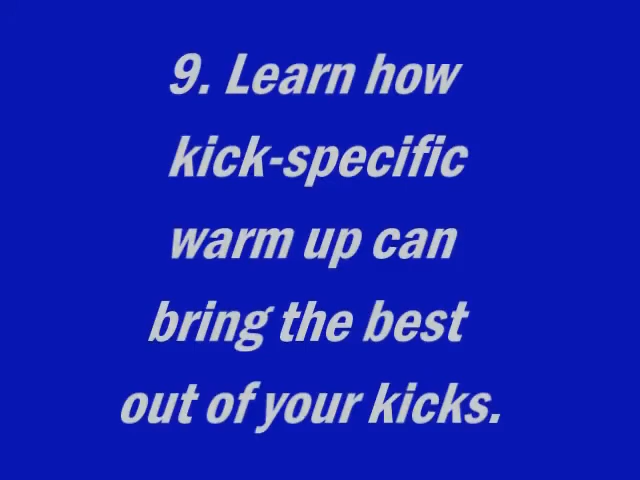 9. Learn how
kick-specific
warm up can
bring the best
out of your kicks.